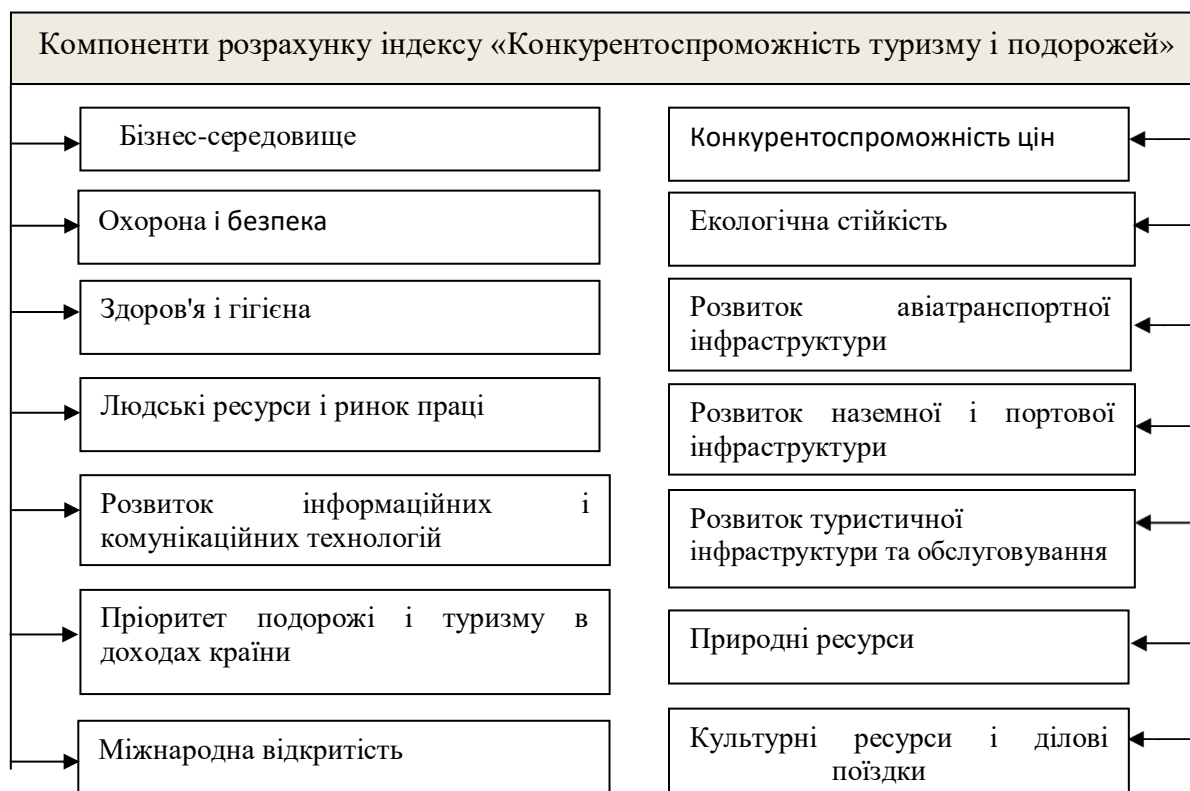 Компоненти розрахунку індексу «Конкурентоспроможність туризму і подорожей»
Бізнес-середовище
Охорона і безпека
Здоров'я і гігієна
Людські ресурси і ринок праці
Розвиток інформаційних і
комунікаційних технологій
Пріоритет подорожі і туризму в
доходах країни
Міжнародна відкритість
Конкурентоспроможність цін
Екологічна стійкість
Розвиток авіатранспортної
інфраструктури
Розвиток наземної і портової
інфраструктури
Розвиток туристичної
інфраструктури та обслуговування
Природні ресурси
Культурні ресурси і ділові
поїздки